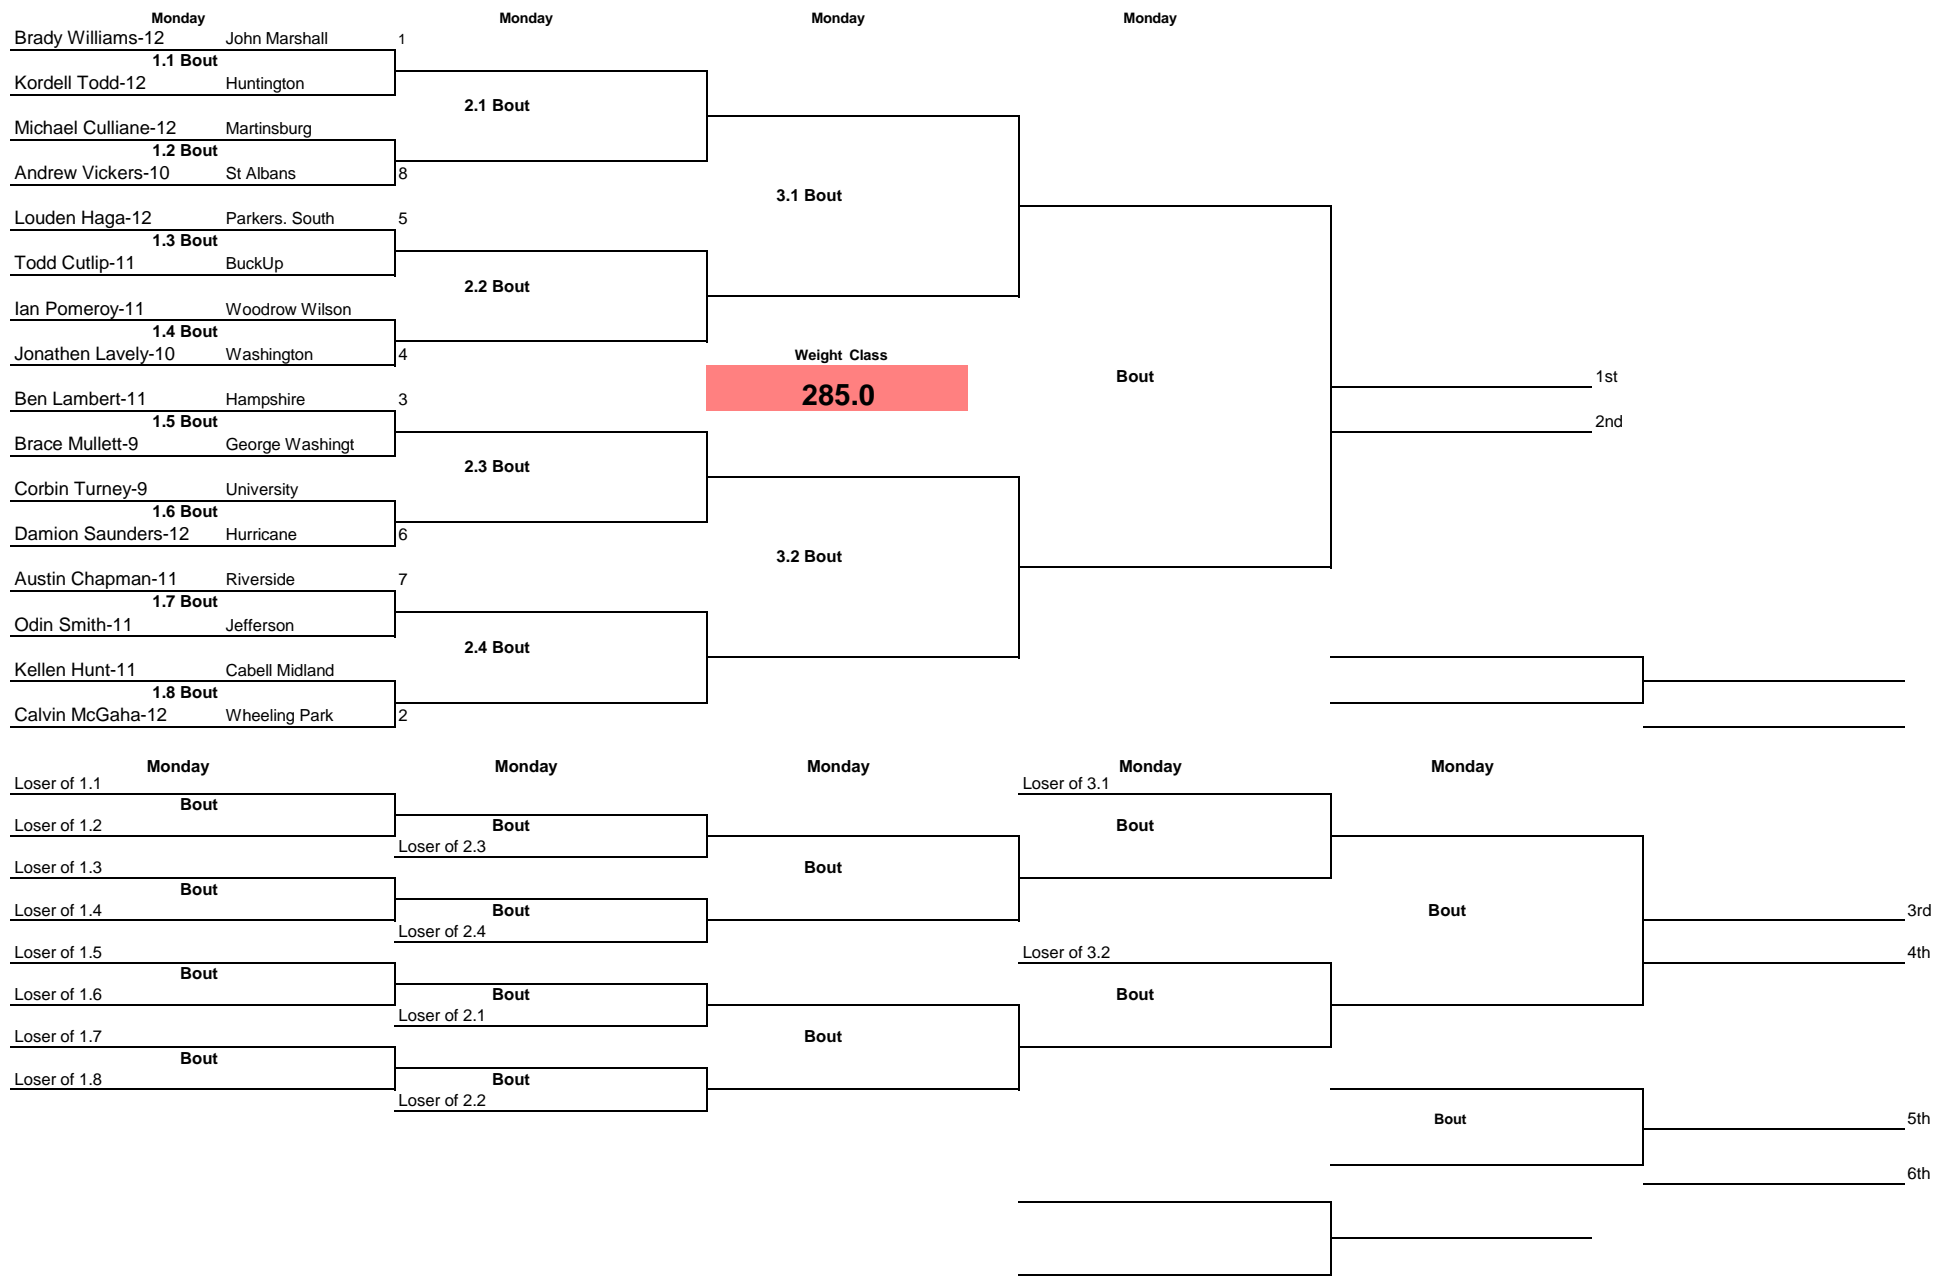 Monday Monday Monday Monday
Brady Williams-12 John Marshall 1
1.1 Bout
Kordell Todd-12 Huntington
2.1 Bout
Michael Culliane-12 Martinsburg
1.2 Bout
Andrew Vickers-10 St Albans 8
3.1 Bout
Louden Haga-12 Parkers. South 5
1.3 Bout
Todd Cutlip-11 BuckUp
2.2 Bout
Ian Pomeroy-11 Woodrow Wilson
1.4 Bout
Jonathen Lavely-10 Washington 4
Weight Class
Bout 1st
285.0
Ben Lambert-11 Hampshire 3
1.5 Bout 2nd
Brace Mullett-9 George Washingt
2.3 Bout
Corbin Turney-9 University
1.6 Bout
Damion Saunders-12 Hurricane 6
3.2 Bout
Austin Chapman-11 Riverside 7
1.7 Bout
Odin Smith-11 Jefferson
2.4 Bout
Kellen Hunt-11 Cabell Midland
1.8 Bout
Calvin McGaha-12 Wheeling Park 2
Monday Monday Monday Monday Monday
Loser of 1.1 Loser of 3.1
Bout
Loser of 1.2 Bout Bout
Loser of 2.3
Loser of 1.3 Bout
Bout
Loser of 1.4 Bout Bout 3rd
Loser of 2.4
Loser of 1.5 Loser of 3.2 4th
Bout
Loser of 1.6 Bout Bout
Loser of 2.1
Loser of 1.7 Bout
Bout
Loser of 1.8 Bout
Loser of 2.2
Bout 5th
6th